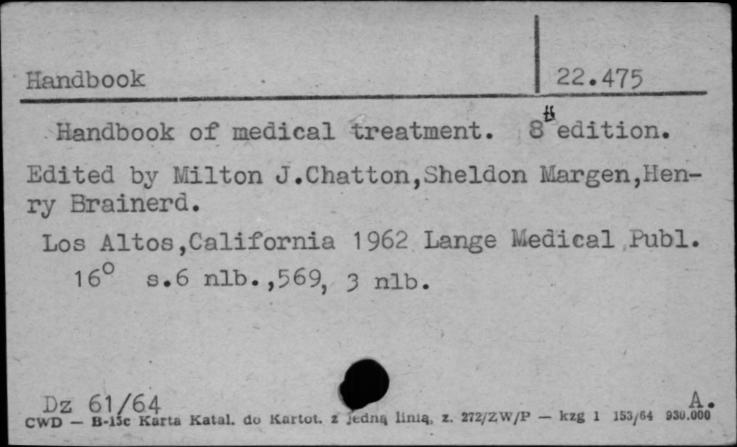 Handbook
22.475
Handbook of medical treatment. 8th edition.
Edited by Milton J.Chatton,Sheldon Margen,Hen-
ry Brainerd.
Los Altos,California 1962 Lange Medical Publ.
16° s.6 nlb.,569, 3 nlb.
Dz 61/64
A.
CWD — B-15c Karta Katal. do Kartot. z jedną linią, z. 272/ZW/P — kzg 1 153/64 930.000